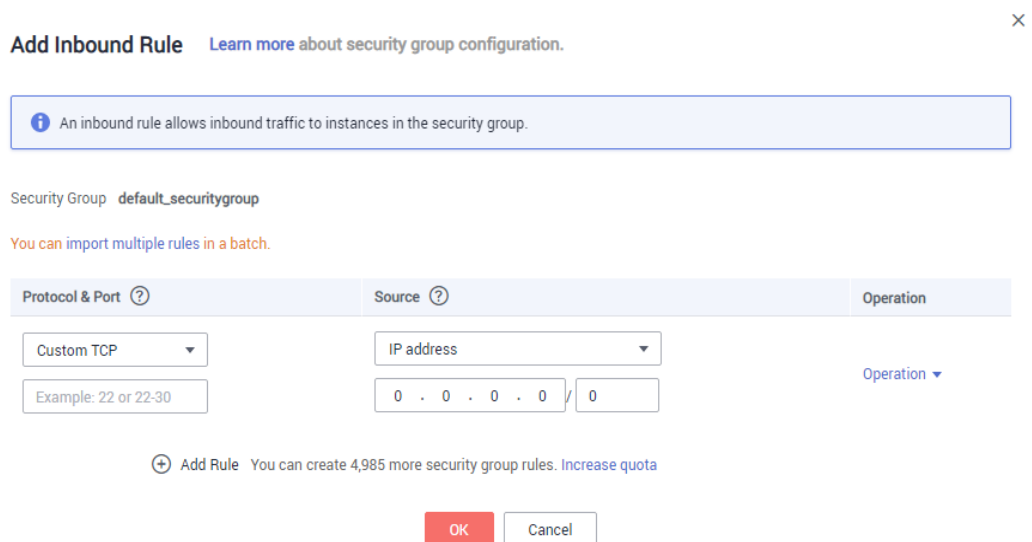 Add Inbound Rule Learn more about security group configuration.
An inbound rule allows inbound traffic to instances in the security group.
Security Group default_securitygroup
You can import multiple rules in a batch.
Protocol & Port Source Operation
Custom TCP IP address
Operation
Example: 22 or 22-30 0 . 0 . 0 . 0 / 0
Add Rule You can create 4,985 more security group rules. Increase quota
OK Cancel